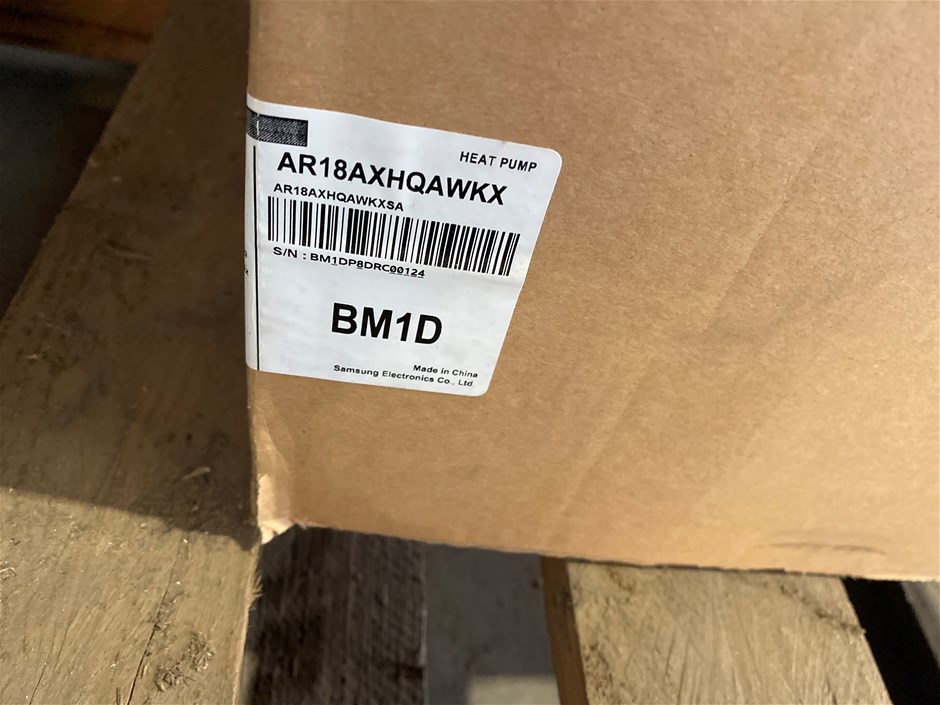 HEAT PUMP
AR18AXHQAWKX
AR18AXHQAWKXSA
S/N : BM1DP8DRC00124
BM1D
Made in China
Samsung Electronics Co., Ltd.